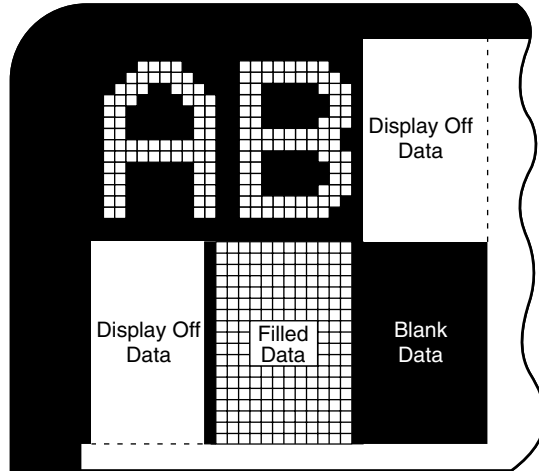 AB
Display Off
Data
Display Off
Data
Filled
Data
Blank
Data